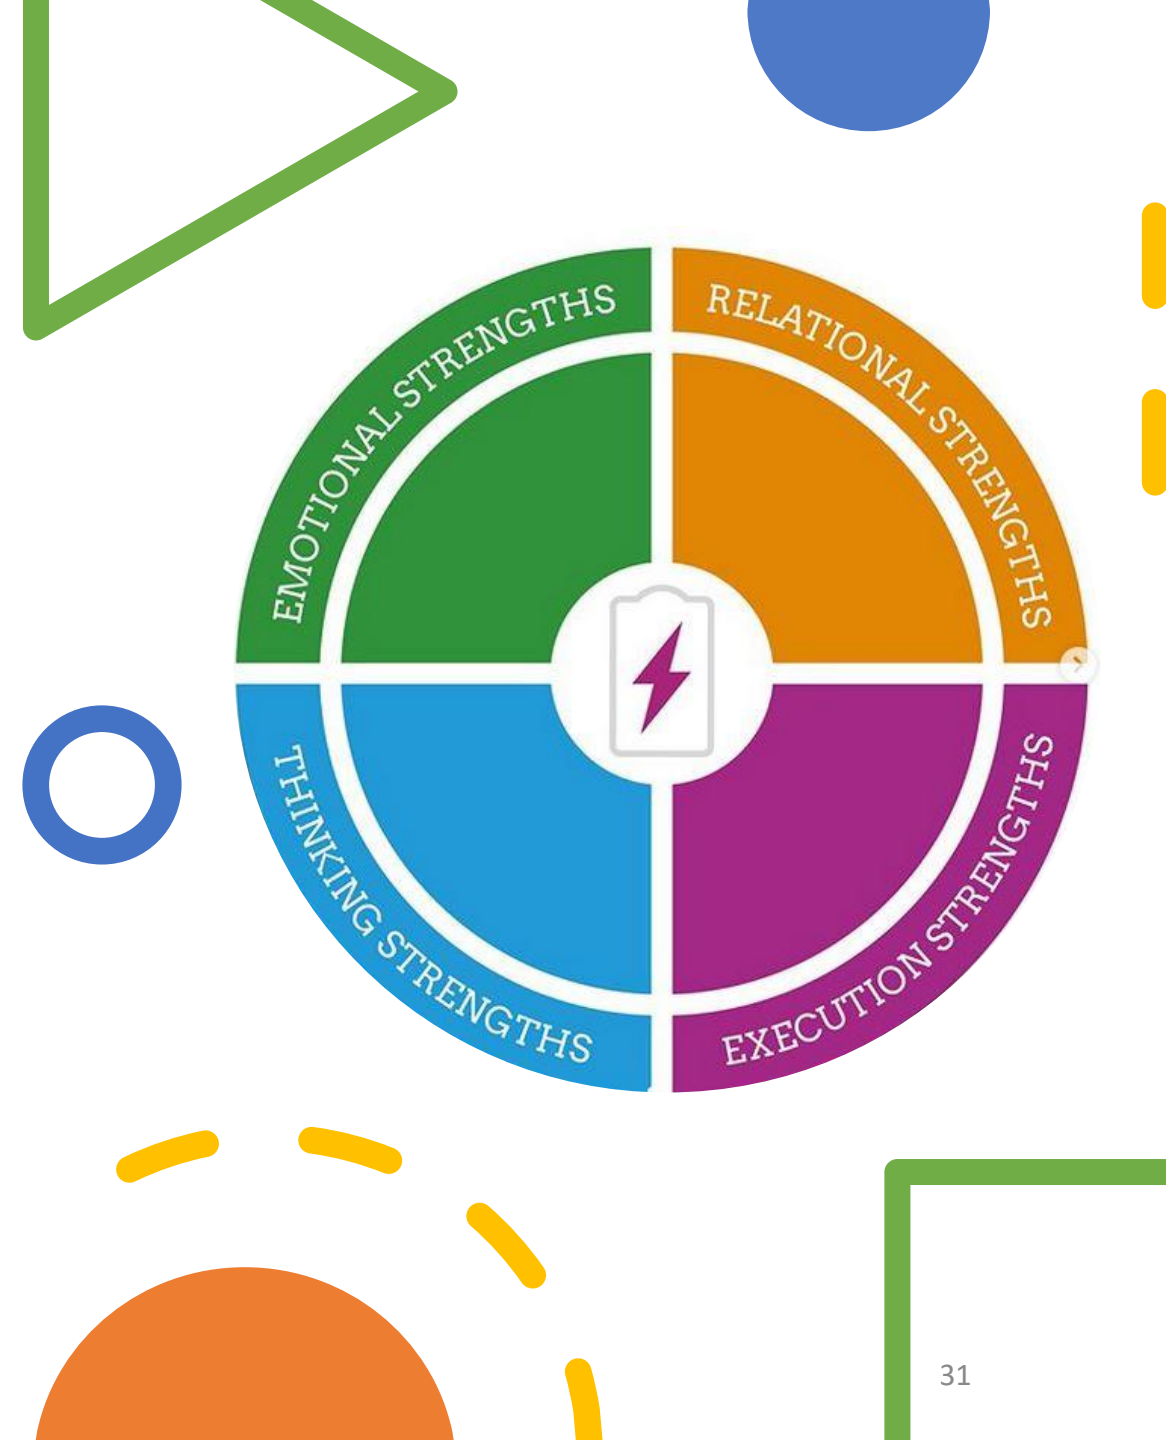 EMOTIONAL STRENGTHS
RELATIONAL STRENGTHS
THINKING STRENGTHS
EXECUTION STRENGTHS
31